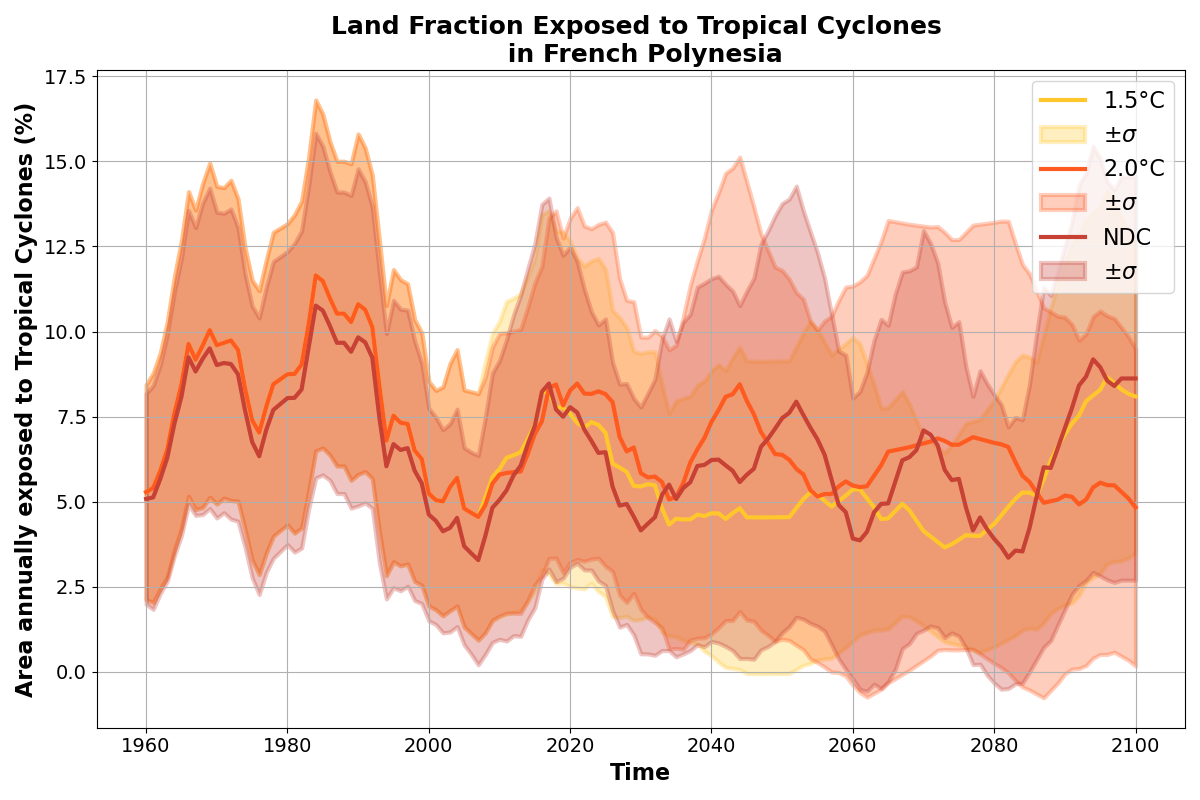 Land Fraction Exposed to Tropical Cyclones
in French Polynesia
Area annually exposed to Tropical Cyclones (%)
17.5
15.0
12.5
10.0
7.5
5.0
2.5
0.0
1.5°C
±σ
2.0°C
±σ
NDC
±σ
1960
1980
2000
2020
2040
2060
2080
2100
Time